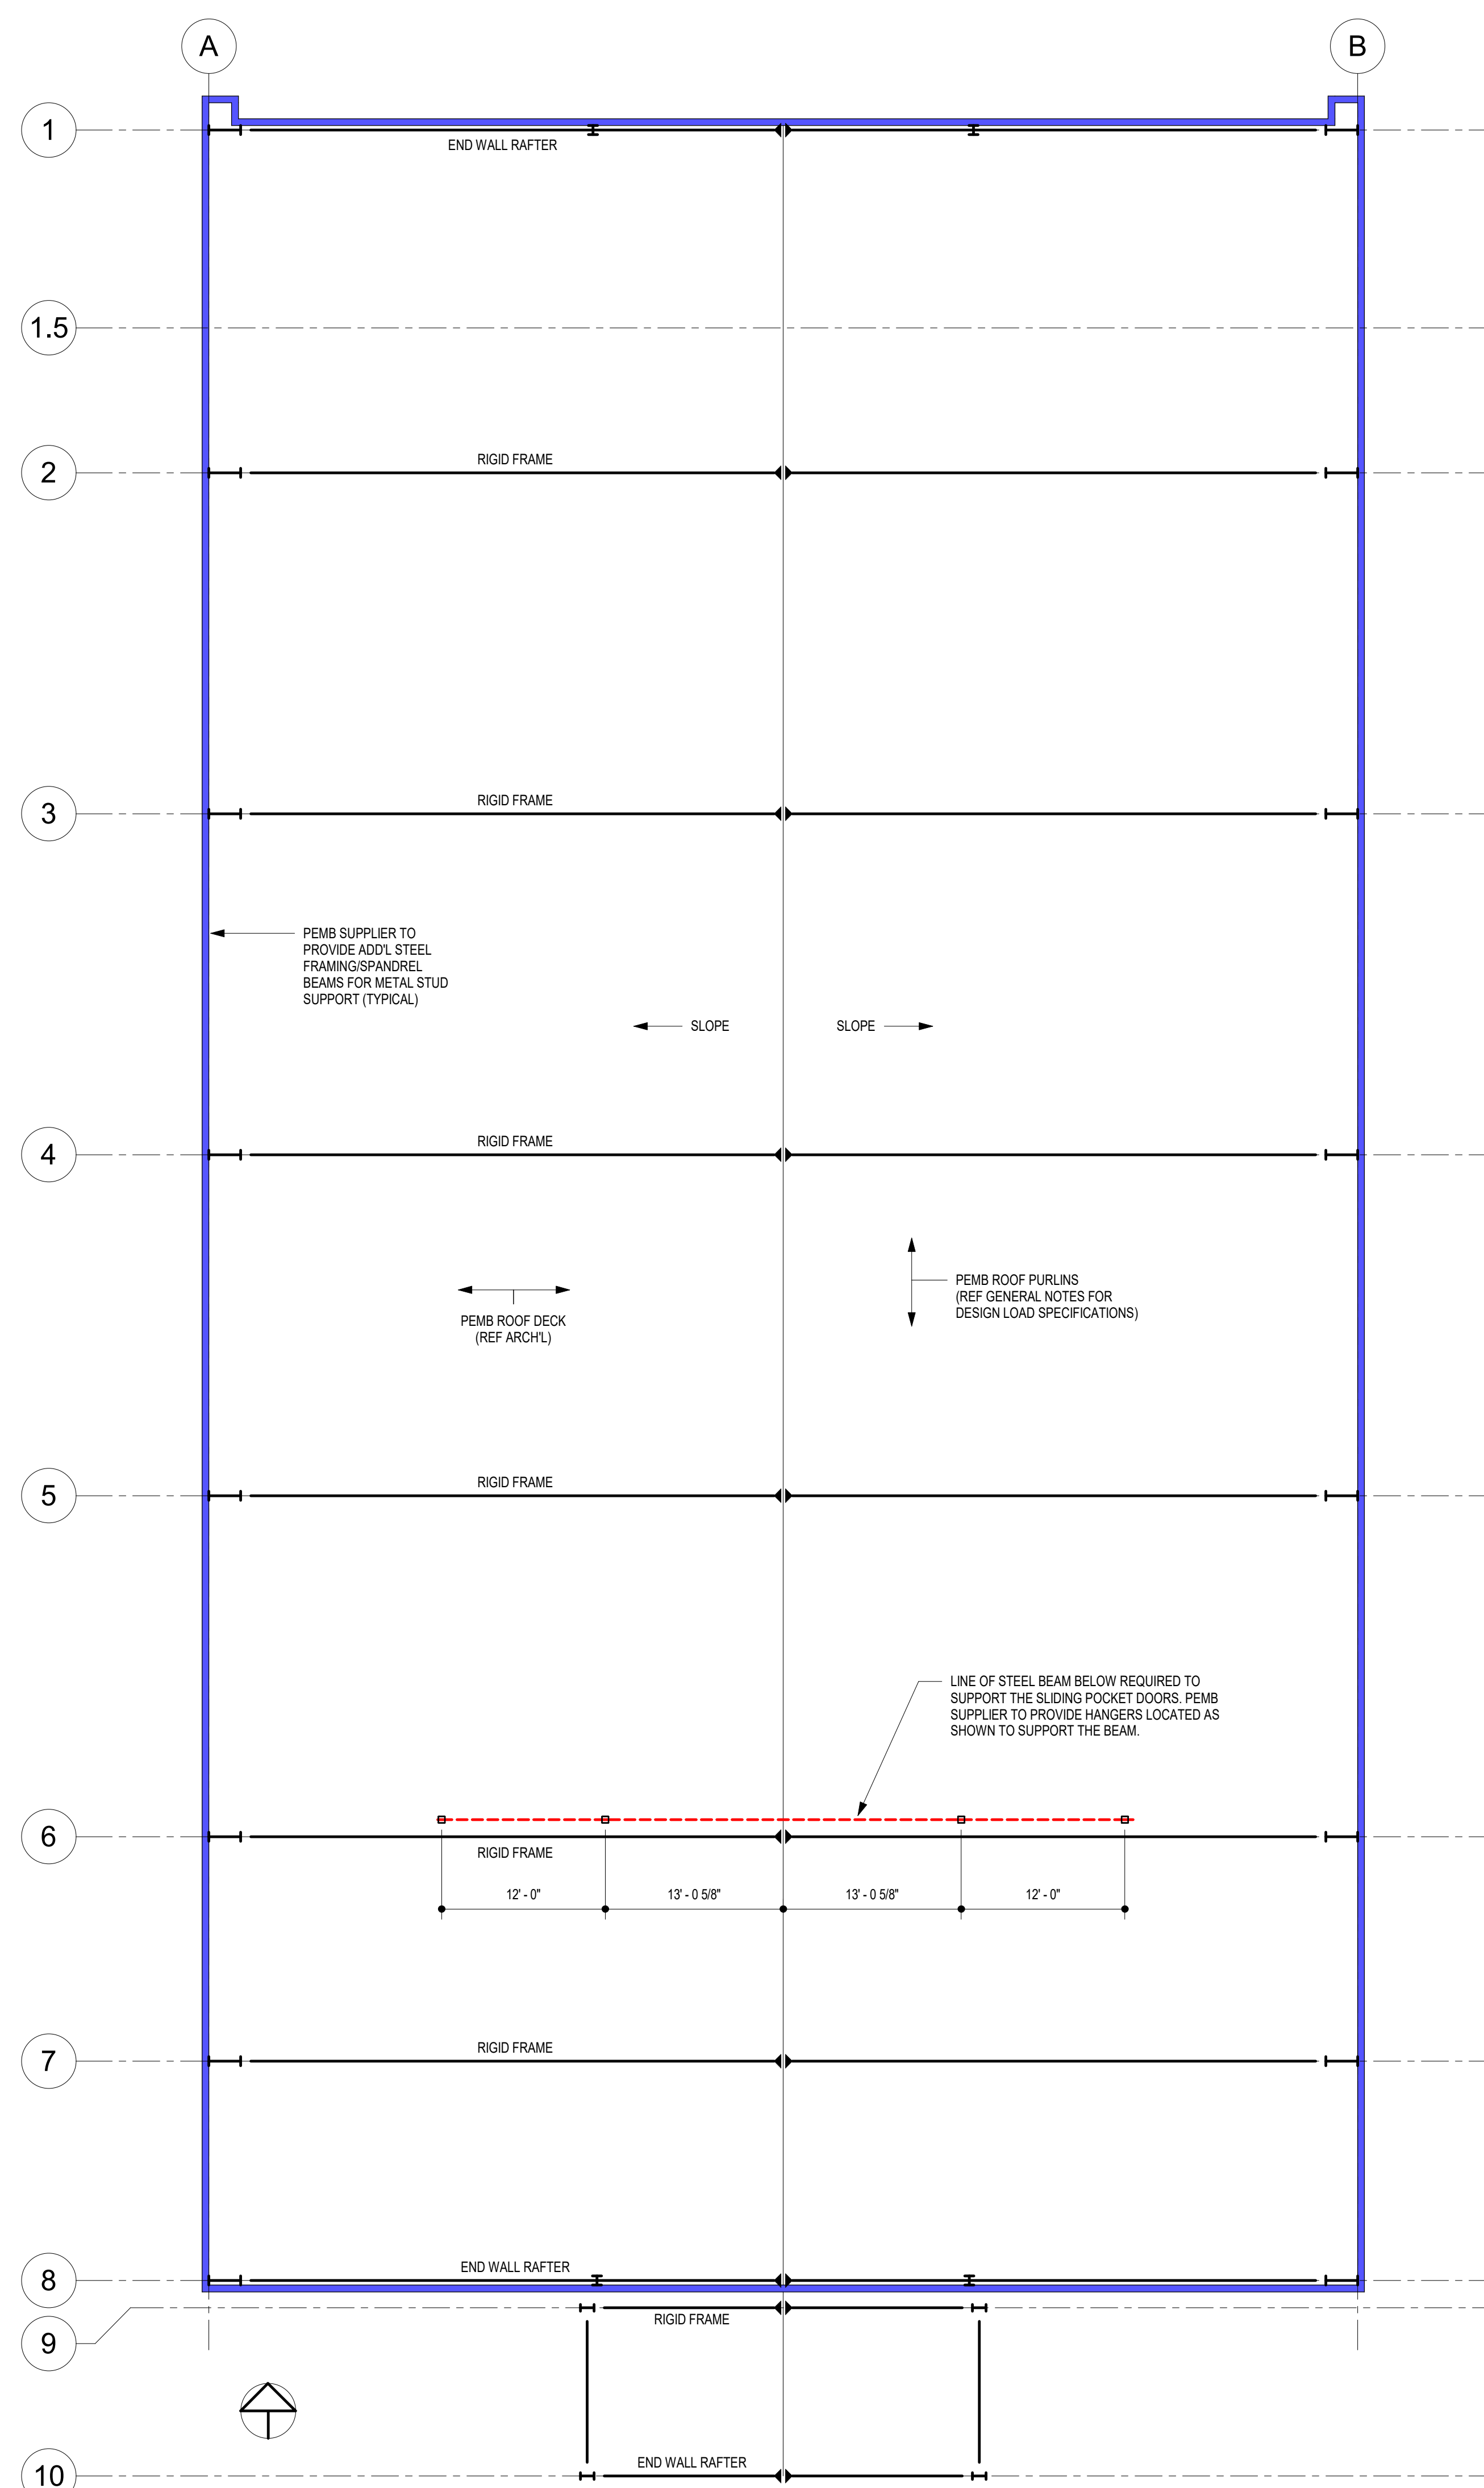 A
B
1
END WALL RAFTER
1.5
2
RIGID FRAME
3
RIGID FRAME
PEMB SUPPLIER TO
PROVIDE ADD'L STEEL
FRAMING/SPANDREL
BEAMS FOR METAL STUD
SUPPORT (TYPICAL)
SLOPE
SLOPE
4
RIGID FRAME
PEMB ROOF DECK
(REF ARCH'L)
PEMB ROOF PURLINS
(REF GENERAL NOTES FOR
DESIGN LOAD SPECIFICATIONS)
5
RIGID FRAME
LINE OF STEEL BEAM BELOW REQUIRED TO
SUPPORT THE SLIDING POCKET DOORS. PEMB
SUPPLIER TO PROVIDE HANGERS LOCATED AS
SHOWN TO SUPPORT THE BEAM.
6
RIGID FRAME
12' - 0"
13' - 0 5/8"
13' - 0 5/8"
12' - 0"
7
RIGID FRAME
8
END WALL RAFTER
9
RIGID FRAME
10
END WALL RAFTER